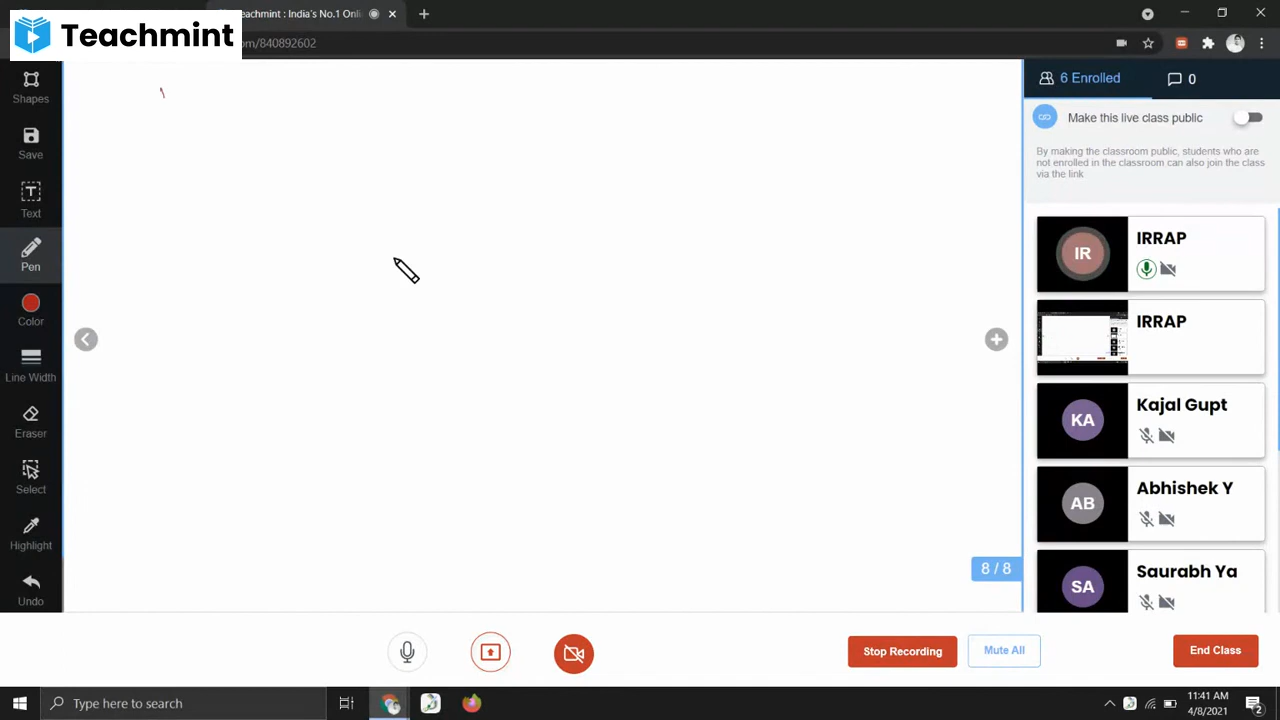 Teachmint : India's No.1 Onli
Teachmint
com/840892602
Shapes
Save
Text
Pen
Color
Line Width
Eraser
Select
Highlight
Undo
8 / 8
6 Enrolled
0
Make this live class public
By making the classroom public, students who are
not enrolled in the classroom can also join the class
via the link
IR
IRRAP
IRRAP
KA
Kajal Gupt
AB
Abhishek Y
SA
Saurabh Ya
Stop Recording
Mute All
End Class
Type here to search
11:41 AM
4/8/2021
2